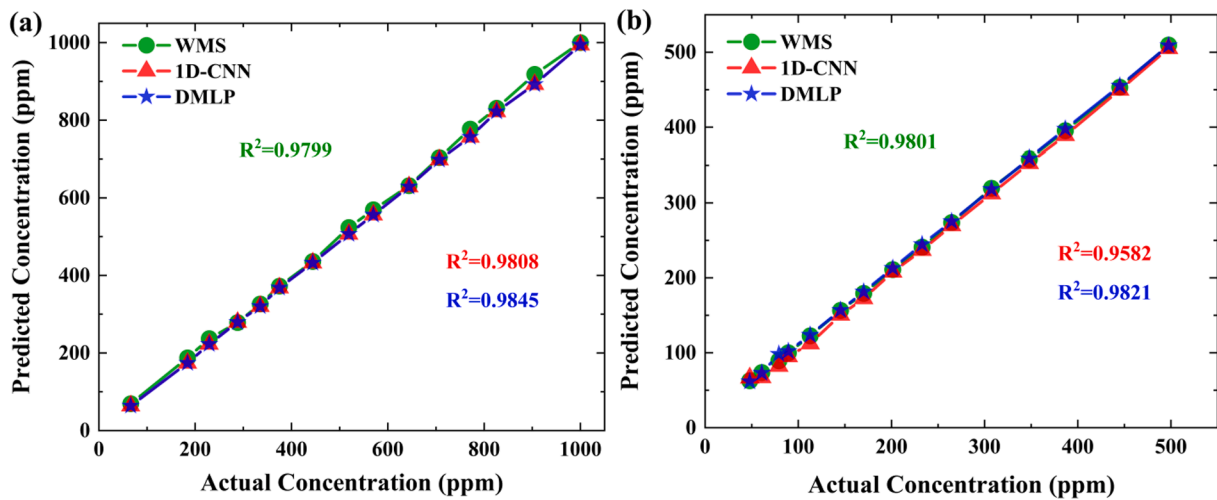 (a)
WMS
1D-CNN
DMLP
R²=0.9799
R²=0.9808
R²=0.9845
1000
800
600
400
200
0
0 200 400 600 800 1000
Predicted Concentration (ppm)
Actual Concentration (ppm)
(b)
WMS
1D-CNN
DMLP
R²=0.9801
R²=0.9582
R²=0.9821
500
400
300
200
100
0
0 100 200 300 400 500
Predicted Concentration (ppm)
Actual Concentration (ppm)